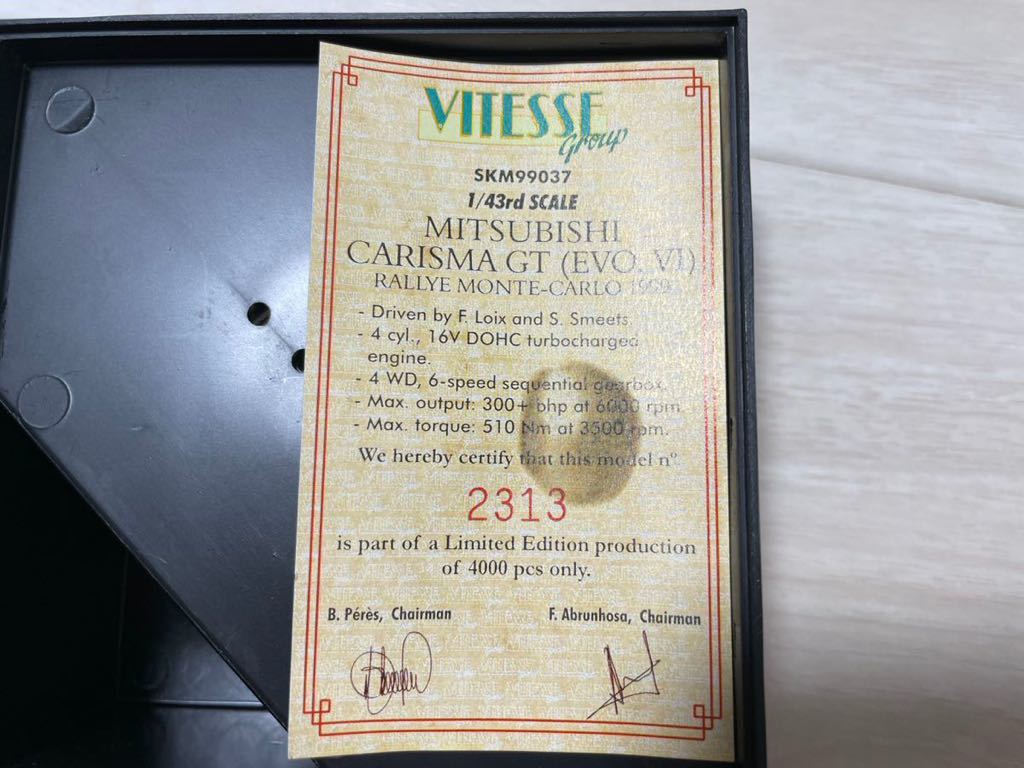 VITESSE
Group
SKM99037
1/43rd SCALE
MITSUBISHI
CARISMA GT (EVO. VI)
RALLYE MONTE-CARLO 1999
- Driven by F. Loix and S. Smeets.
- 4 cyl., 16V DOHC turbocharged
engine.
- 4 WD, 6-speed sequential gearbox.
- Max. output: 300+ bhp at 6000 rpm.
- Max. torque: 510 Nm at 3500 rpm.
We hereby certify that this model nº
2313
is part of a Limited Edition production
of 4000 pcs only.
B. Pérès, Chairman
F. Abrunhosa, Chairman